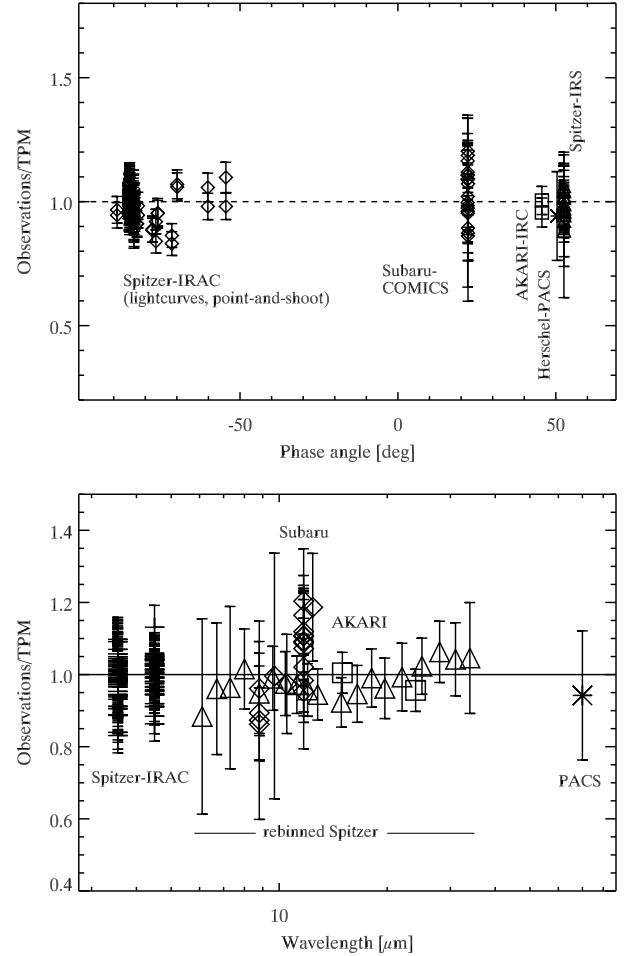 1.5
1.0
0.5
Observations/TPM
Spitzer-IRAC
(lightcurves, point-and-shoot)
Subaru-
COMICS
AKARI-IRC
Herschel-PACS
Spitzer-IRS
-50
0
50
Phase angle [deg]
1.4
1.2
1.0
0.8
0.6
0.4
Observations/TPM
Subaru
AKARI
Spitzer-IRAC
PACS
rebinned Spitzer
10
Wavelength [μm]